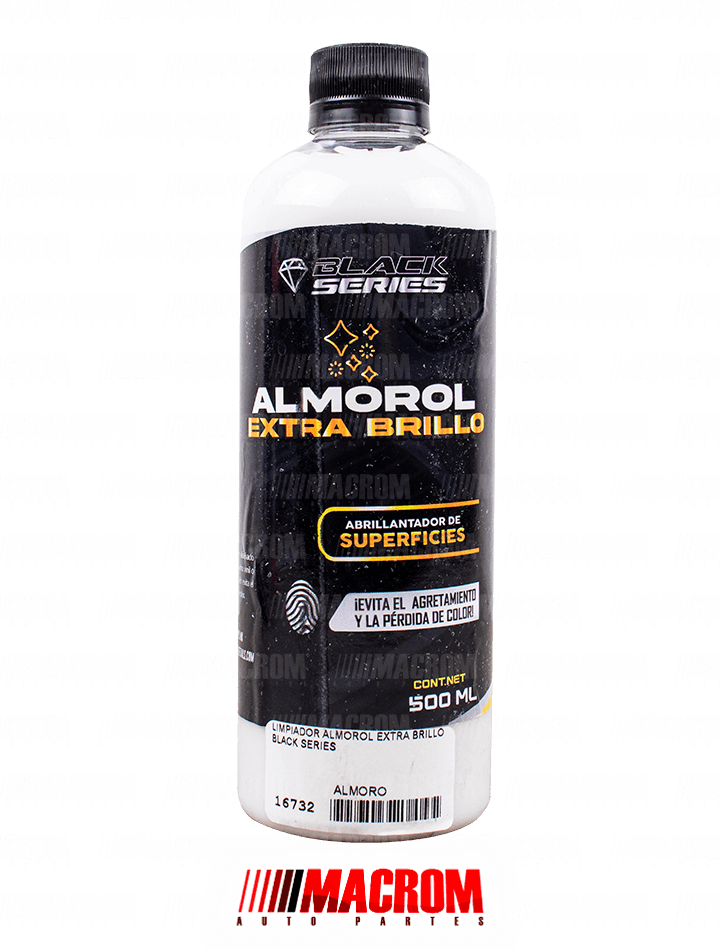 BLACK
SERIES
ALMOROL
EXTRA BRILLO
ABRILLANTADOR DE
SUPERFICIES
¡EVITA EL AGRETAMIENTO
Y LA PÉRDIDA DE COLOR!
CONT.NET
500 ML
LIMPIADOR ALMOROL EXTRA BRILLO
BLACK SERIES
ALMORO
16732
MACROM
AUTO PARTES